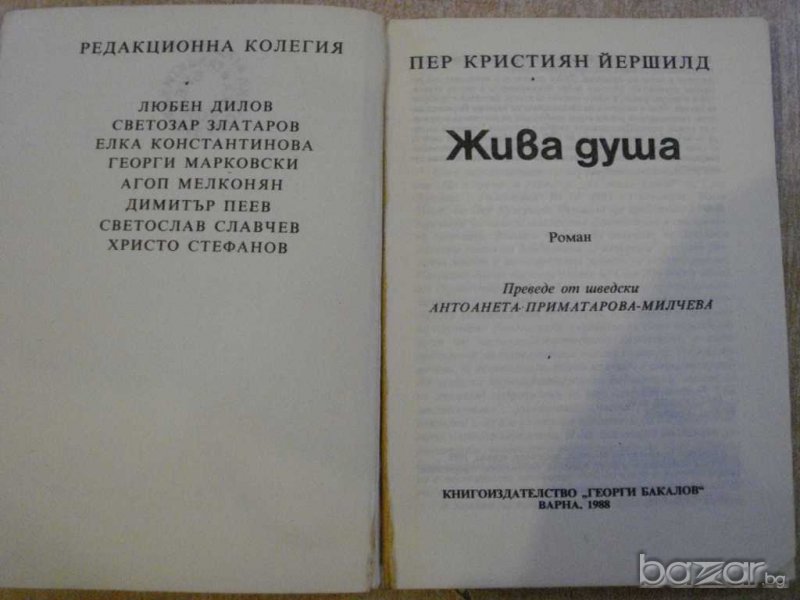 РЕДАКЦИОННА КОЛЕГИЯ
ЛЮБЕН ДИЛОВ
СВЕТОЗАР ЗЛАТАРОВ
ЕЛКА КОНСТАНТИНОВА
ГЕОРГИ МАРКОВСКИ
АГОП МЕЛКОНЯН
ДИМИТЪР ПЕЕВ
СВЕТОСЛАВ СЛАВЧЕВ
ХРИСТО СТЕФАНОВ
ПЕР КРИСТИЯН ЙЕРШИЛД
Жива душа
Роман
Преведе от шведски
АНТОАНЕТА ПРИМАТАРОВА-МИЛЧЕВА
КНИГОИЗДАТЕЛСТВО „ГЕОРГИ БАКАЛОВ“
ВАРНА, 1988
bazar.bg